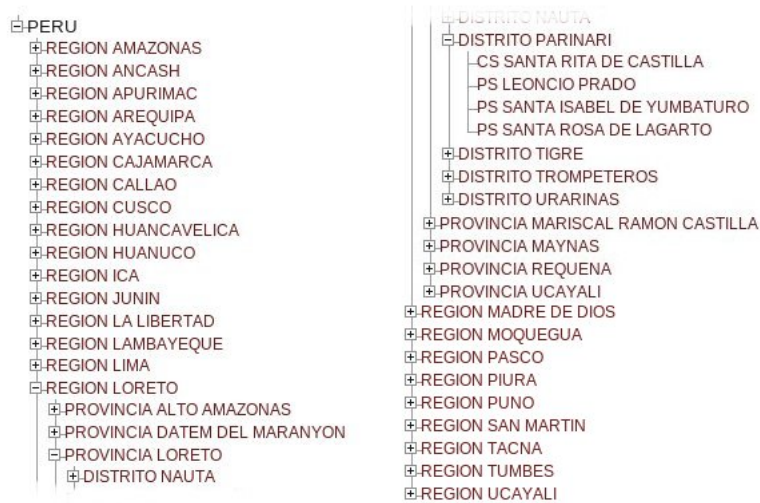 PERU
REGION AMAZONAS
REGION ANCASH
REGION APURIMAC
REGION AREQUIPA
REGION AYACUCHO
REGION CAJAMARCA
REGION CALLAO
REGION CUSCO
REGION HUANCAVELICA
REGION HUANUCO
REGION ICA
REGION JUNIN
REGION LA LIBERTAD
REGION LAMBAYEQUE
REGION LIMA
REGION LORETO
PROVINCIA ALTO AMAZONAS
PROVINCIA DATEM DEL MARANYON
PROVINCIA LORETO
DISTRITO NAUTA
DISTRITO NAUTA
DISTRITO PARINARI
CS SANTA RITA DE CASTILLA
PS LEONCIO PRADO
PS SANTA ISABEL DE YUMBATURO
PS SANTA ROSA DE LAGARTO
DISTRITO TIGRE
DISTRITO TROMPETEROS
DISTRITO URARINAS
PROVINCIA MARISCAL RAMON CASTILLA
PROVINCIA MAYNAS
PROVINCIA REQUENA
PROVINCIA UCAYALI
REGION MADRE DE DIOS
REGION MOQUEGUA
REGION PASCO
REGION PIURA
REGION PUNO
REGION SAN MARTIN
REGION TACNA
REGION TUMBES
REGION UCAYALI